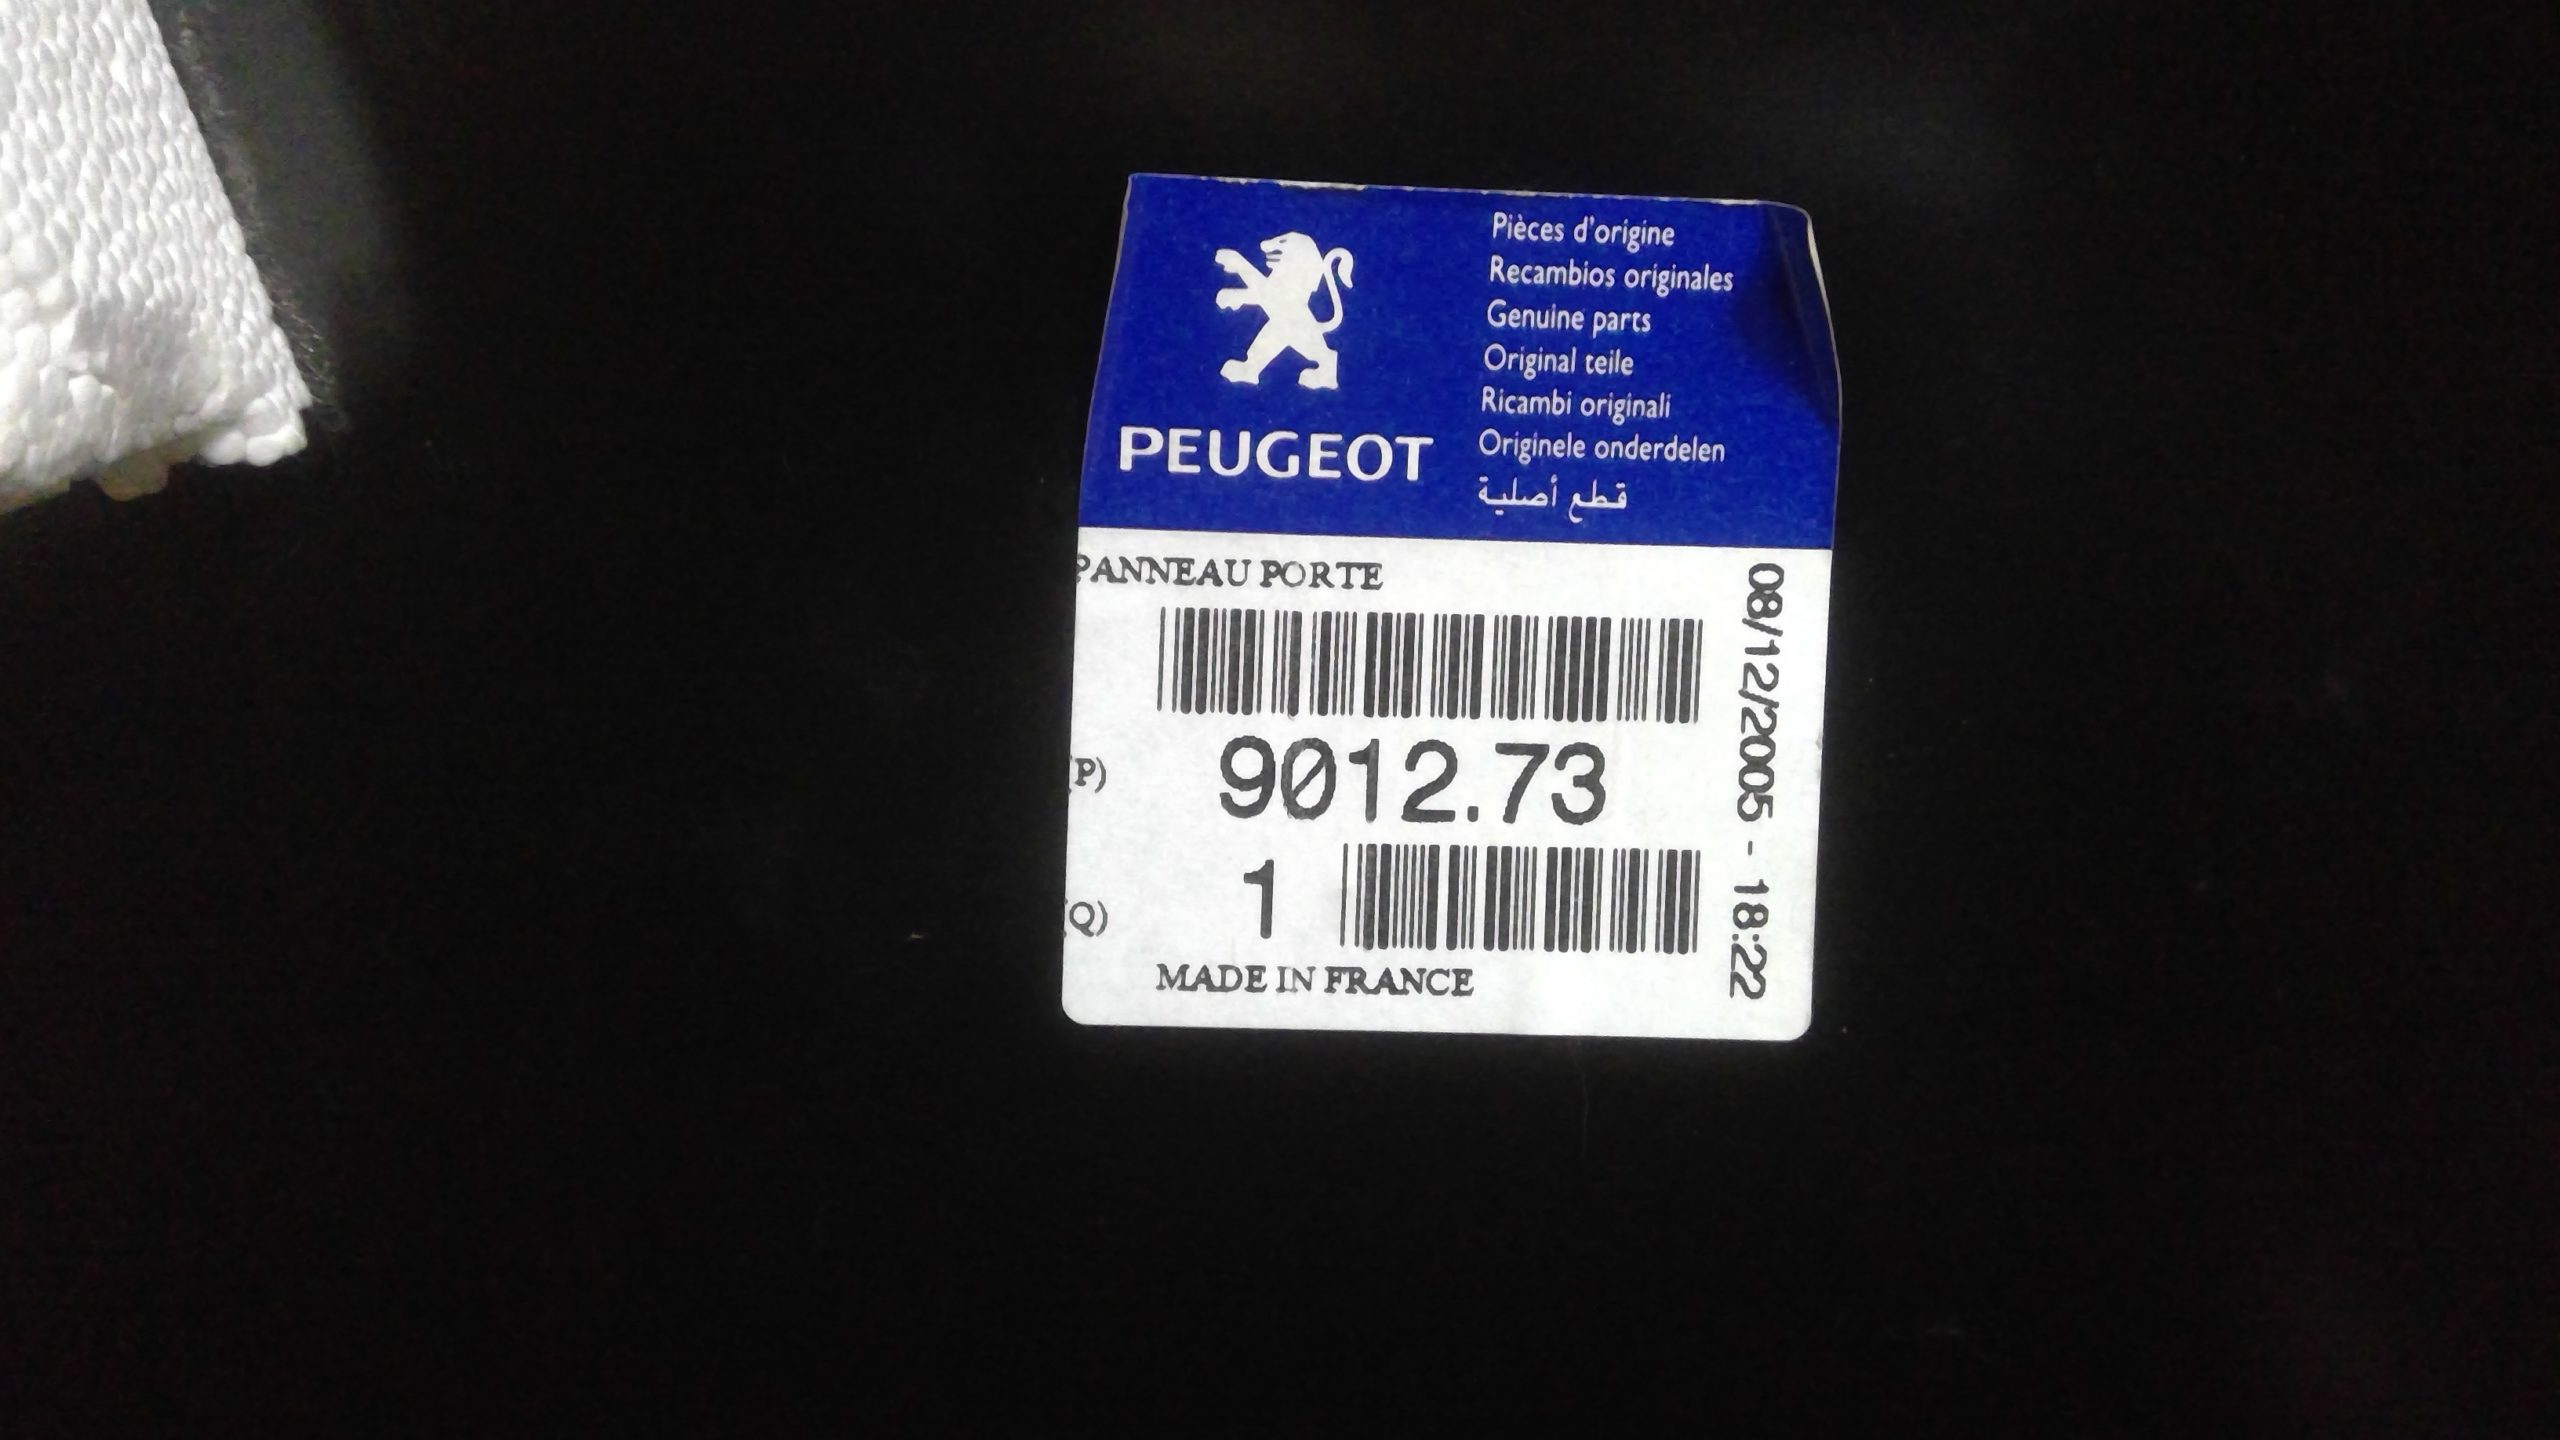 PEUGEOT
Pièces d'origine
Recambios originales
Genuine parts
Original teile
Ricambi originali
Originele onderdelen
قطع أصلية
PANNEAU PORTE
(P) 9012.73
(Q) 1
MADE IN FRANCE
08/12/2005 - 18:22